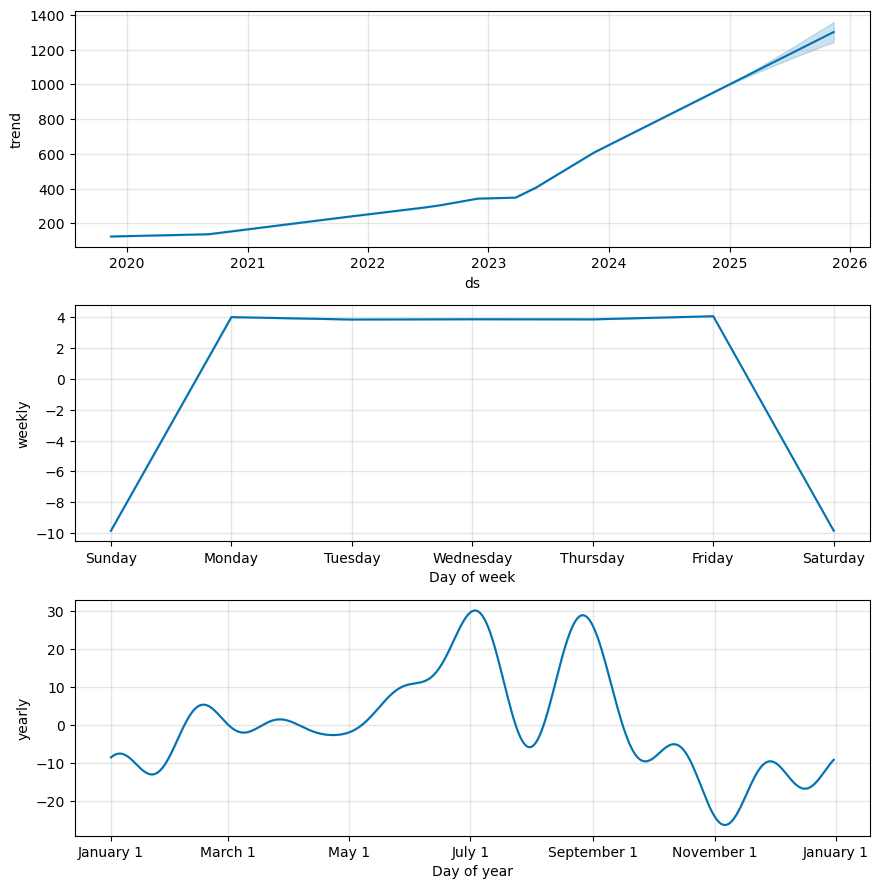 1400
1200
1000
800
600
400
200
trend
2020 2021 2022 2023 2024 2025 2026
ds
4
2
0
−2
−4
−6
−8
−10
weekly
Sunday Monday Tuesday Wednesday Thursday Friday Saturday
Day of week
30
20
10
0
−10
−20
yearly
January 1 March 1 May 1 July 1 September 1 November 1 January 1
Day of year